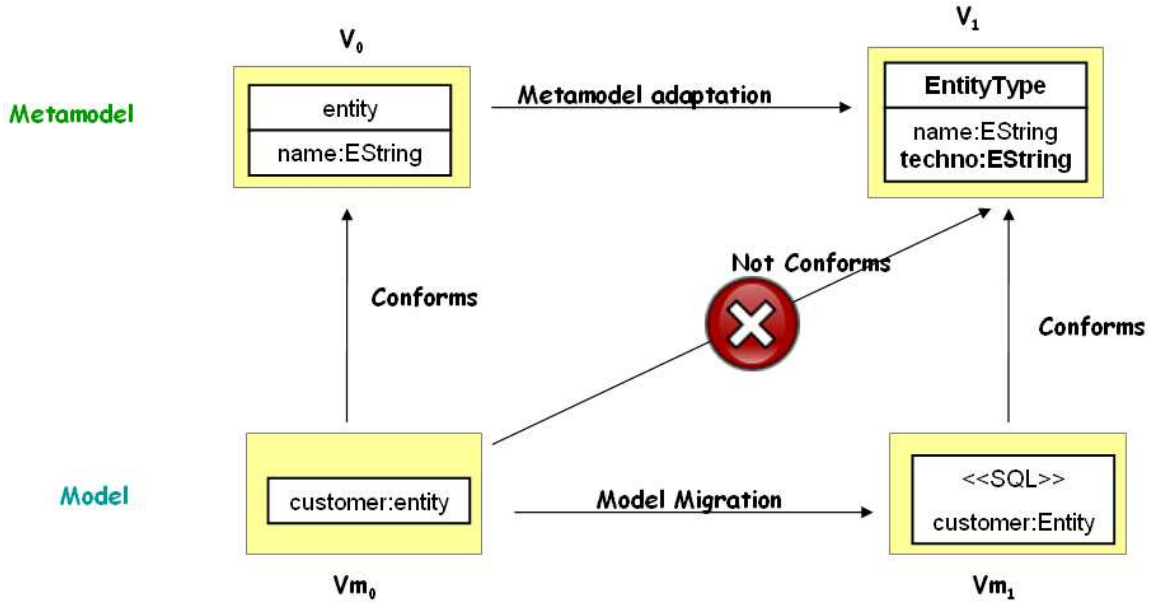 V₀
V₁
Metamodel
entity
name:EString
Metamodel adaptation
EntityType
name:EString
techno:EString
Conforms
Not Conforms
Conforms
Model
customer:entity
Model Migration
<<SQL>>
customer:Entity
Vm₀
Vm₁